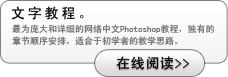 文字教程。
最为庞大和详细的网络中文Photoshop教程，独有的
章节顺序安排，适合于初学者的教学思路。
在线阅读>>